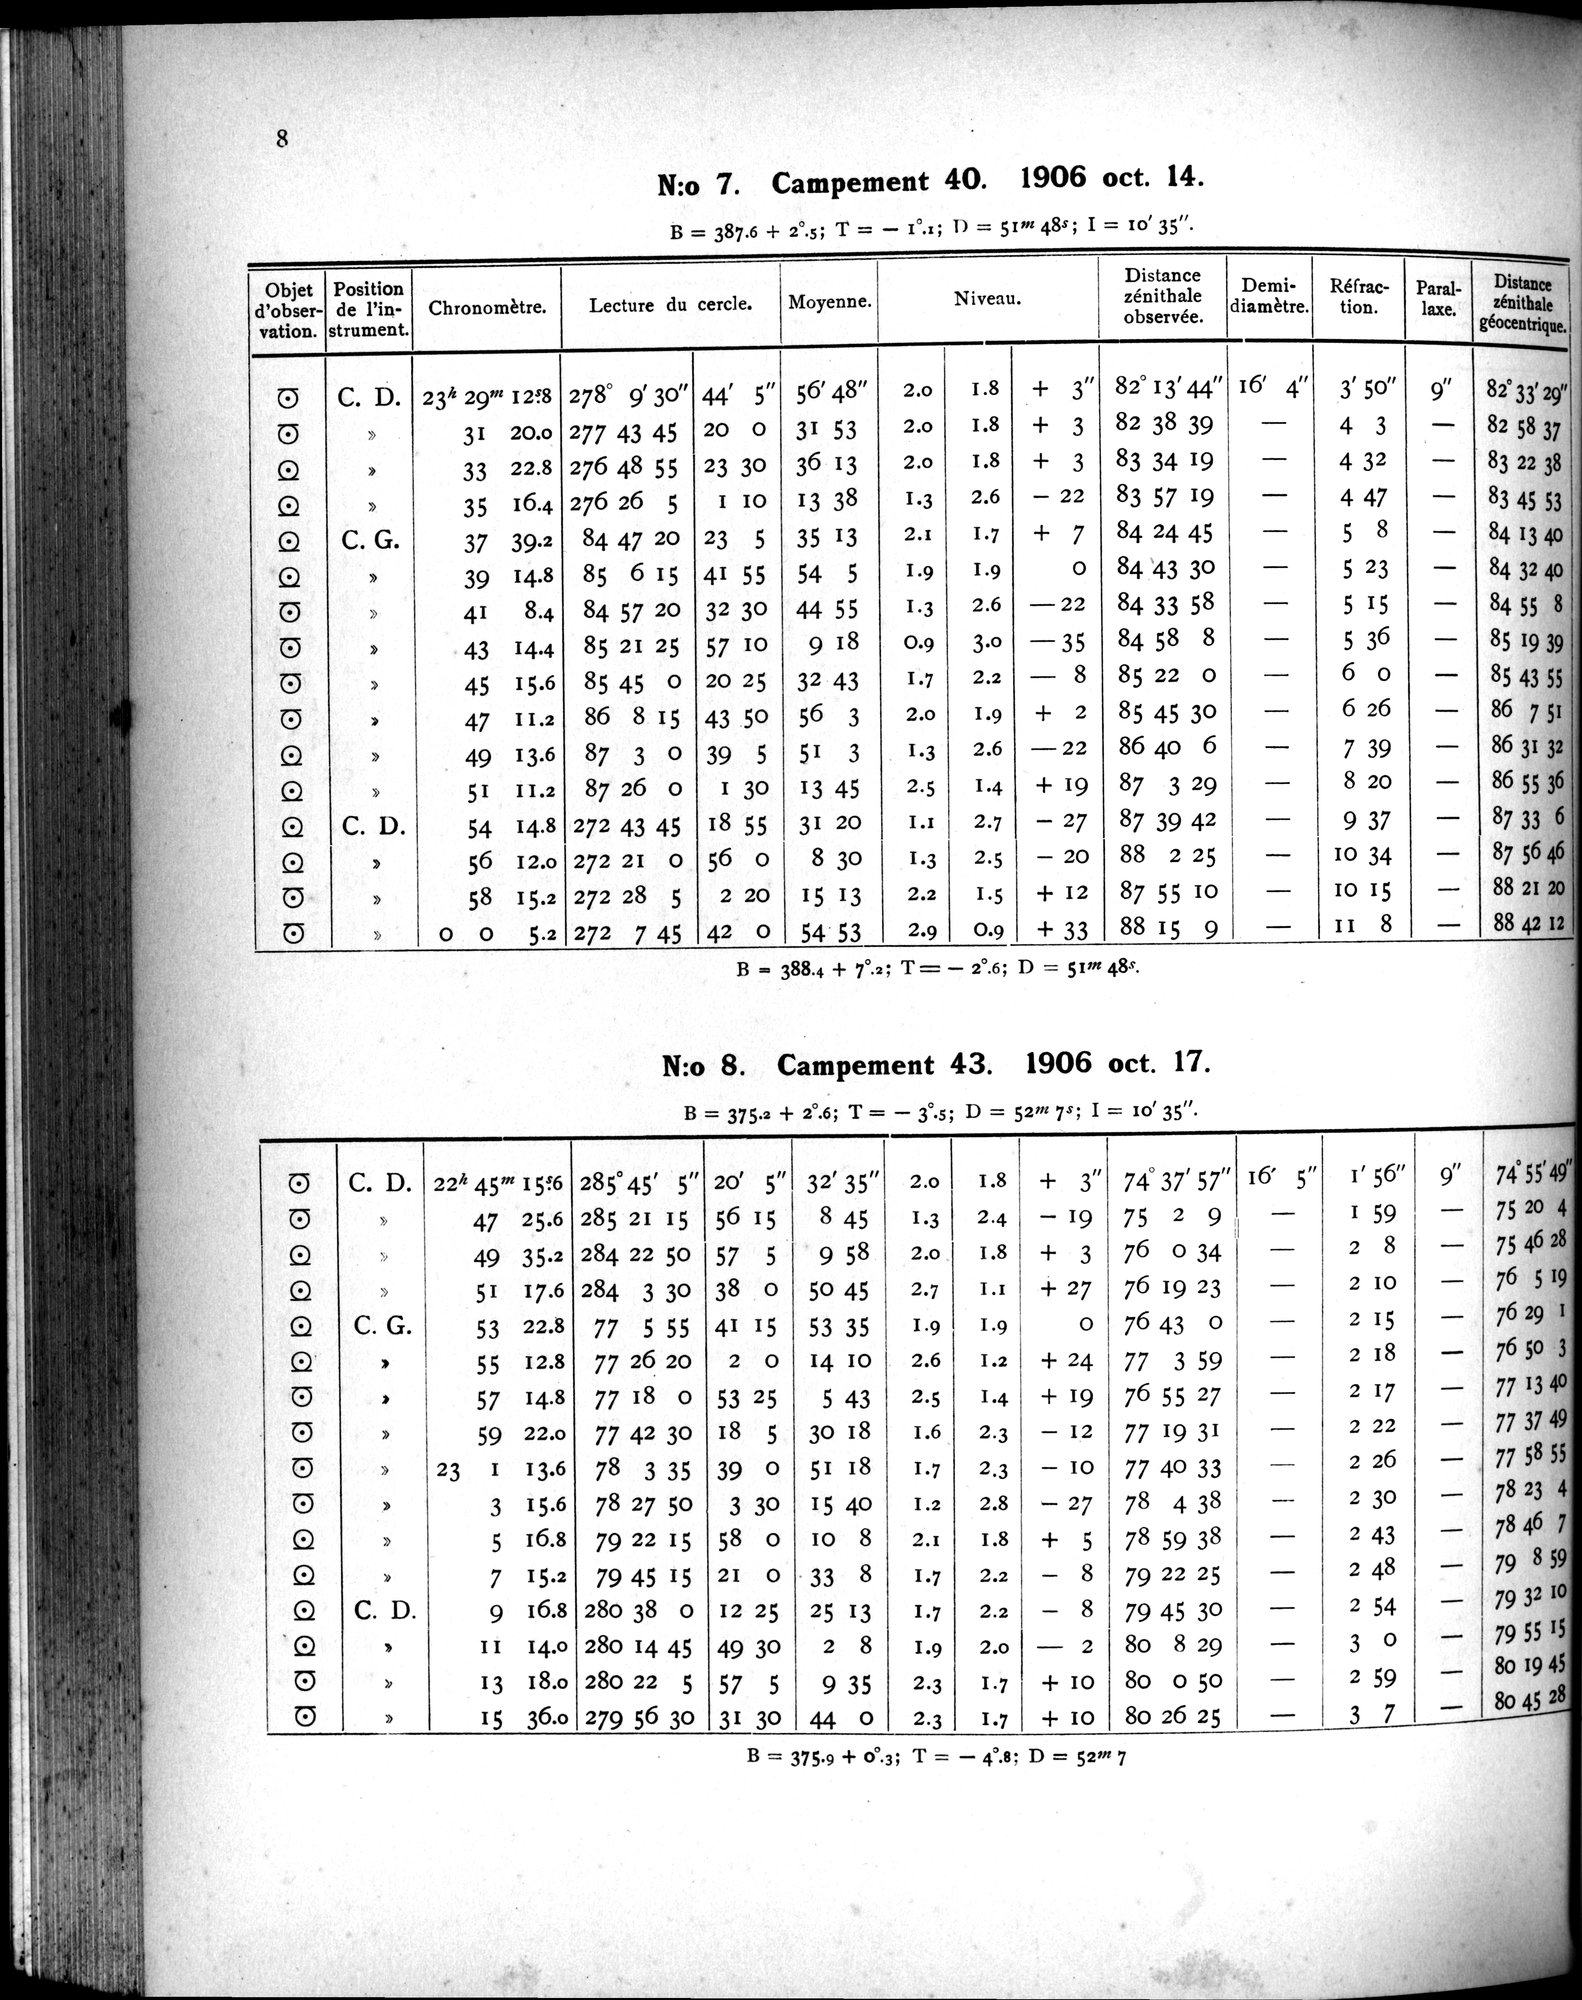 8
N:o 7. Campement 40. 1906 oct. 14.
B = 387.6 + 2°.5; T = — 1°.1; D = 51m 48s; I = 10′ 35″.
Objet d'obser-vation. Position de l'in-strument. Chronomètre. Lecture du cercle. Moyenne. Niveau. Distance zénithale observée. Demi-diamètre. Réfrac-tion. Paral-laxe. Distance zénithale géocentrique.
C. D. 23h 29m 12s.8 278° 9′ 30″ 44′ 5″ 56′ 48″ 2.0 1.8 + 3″ 82° 13′ 44″ 16′ 4″ 3′ 50″ 9″ 82° 33′ 29″
» 31 20.0 277 43 45 20 0 31 53 2.0 1.8 + 3 82 38 39 — 4 3 — 82 58 37
» 33 22.8 276 48 55 23 30 36 13 2.0 1.8 + 3 83 34 19 — 4 32 — 83 22 38
» 35 16.4 276 26 5 1 10 13 38 1.3 2.6 — 22 83 57 19 — 4 47 — 83 45 53
C. G. 37 39.2 84 47 20 23 5 35 13 2.1 1.7 + 7 84 24 45 — 5 8 — 84 13 40
» 39 14.8 85 6 15 41 55 54 5 1.9 1.9 0 84 43 30 — 5 23 — 84 32 40
» 41 8.4 84 57 20 32 30 44 55 1.3 2.6 — 22 84 33 58 — 5 15 — 84 55 8
» 43 14.4 85 21 25 57 10 9 18 0.9 3.0 — 35 84 58 8 — 5 36 — 85 19 39
» 45 15.6 85 45 0 20 25 32 43 1.7 2.2 — 8 85 22 0 — 6 0 — 85 43 55
» 47 11.2 86 8 15 43 50 56 3 2.0 1.9 + 2 85 45 30 — 6 26 — 86 7 51
» 49 13.6 87 3 0 39 5 51 3 1.3 2.6 — 22 86 40 6 — 7 39 — 86 31 32
» 51 11.2 87 26 0 1 30 13 45 2.5 1.4 + 19 87 3 29 — 8 20 — 86 55 36
C. D. 54 14.8 272 43 45 18 55 31 20 1.1 2.7 — 27 87 39 42 — 9 37 — 87 33 6
» 56 12.0 272 21 0 56 0 8 30 1.3 2.5 — 20 88 2 25 — 10 34 — 87 56 46
» 58 15.2 272 28 5 2 20 15 13 2.2 1.5 + 12 87 55 10 — 10 15 — 88 21 20
» 0 0 5.2 272 7 45 42 0 54 53 2.9 0.9 + 33 88 15 9 — 11 8 — 88 42 12
B = 388.4 + 7°.2; T = — 2°.6; D = 51m 48s.
N:o 8. Campement 43. 1906 oct. 17.
B = 375.2 + 2°.6; T = — 3°.5; D = 52m 7s; I = 10′ 35″.
C. D. 22h 45m 15s.6 285° 45′ 5″ 20′ 5″ 32′ 35″ 2.0 1.8 + 3″ 74° 37′ 57″ 16′ 5″ 1′ 56″ 9″ 74° 55′ 49″
» 47 25.6 285 21 15 56 15 8 45 1.3 2.4 — 19 75 2 9 — 1 59 — 75 20 4
» 49 35.2 284 22 50 57 5 9 58 2.0 1.8 + 3 76 0 34 — 2 8 — 75 46 28
» 51 17.6 284 3 30 38 0 50 45 2.7 1.1 + 27 76 19 23 — 2 10 — 76 5 19
C. G. 53 22.8 77 5 55 41 15 53 35 1.9 1.9 0 76 43 0 — 2 15 — 76 29 1
» 55 12.8 77 26 20 2 0 14 10 2.6 1.2 + 24 77 3 59 — 2 18 — 76 50 3
» 57 14.8 77 18 0 53 25 5 43 2.5 1.4 + 19 76 55 27 — 2 17 — 77 13 40
» 59 22.0 77 42 30 18 5 30 18 1.6 2.3 — 12 77 19 31 — 2 22 — 77 37 49
» 23 1 13.6 78 3 35 39 0 51 18 1.7 2.3 — 10 77 40 33 — 2 26 — 77 58 55
» 3 15.6 78 27 50 3 30 15 40 1.2 2.8 — 27 78 4 38 — 2 30 — 78 23 4
» 5 16.8 79 22 15 58 0 10 8 2.1 1.8 + 5 78 59 38 — 2 43 — 78 46 7
» 7 15.2 79 45 15 21 0 33 8 1.7 2.2 — 8 79 22 25 — 2 48 — 79 8 59
C. D. 9 16.8 280 38 0 12 25 25 13 1.7 2.2 — 8 79 45 30 — 2 54 — 79 32 10
» 11 14.0 280 14 45 49 30 2 8 1.9 2.0 — 2 80 8 29 — 3 0 — 79 55 15
» 13 18.0 280 22 5 57 5 9 35 2.3 1.7 + 10 80 0 50 — 2 59 — 80 19 45
» 15 36.0 279 56 30 31 30 44 0 2.3 1.7 + 10 80 26 25 — 3 7 — 80 45 28
B = 375.9 + 0°.3; T = — 4°.8; D = 52m 7